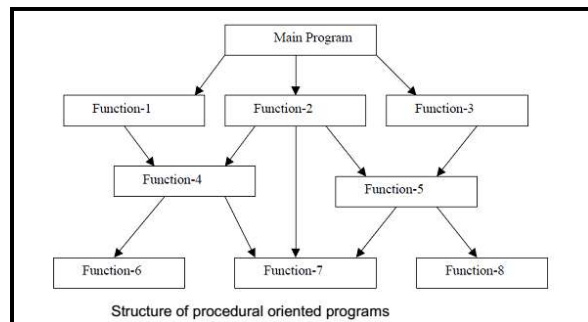 Main Program
Function-1
Function-2
Function-3
Function-4
Function-5
Function-6
Function-7
Function-8
Structure of procedural oriented programs